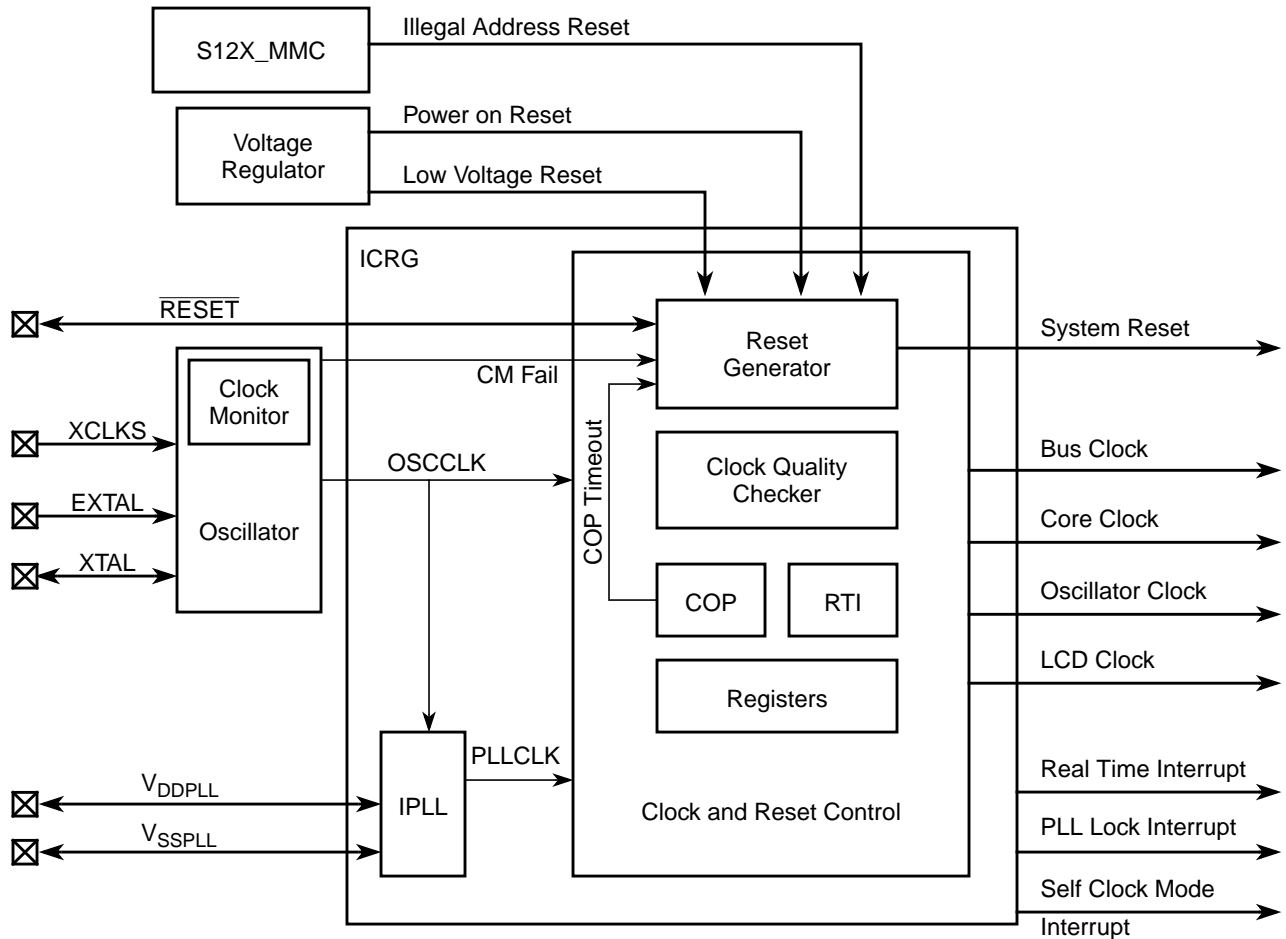 Illegal Address Reset
S12X_MMC
Power on Reset
Voltage
Regulator
Low Voltage Reset
ICRG
RESET
Reset
Generator
System Reset
CM Fail
Clock
Monitor
XCLKS
OSCCLK
COP Timeout
Clock Quality
Checker
Bus Clock
EXTAL
Oscillator
Core Clock
XTAL
COP
RTI
Oscillator Clock
LCD Clock
Registers
PLLCLK
Real Time Interrupt
VDDPLL
IPLL
Clock and Reset Control
PLL Lock Interrupt
VSSPLL
Self Clock Mode
Interrupt